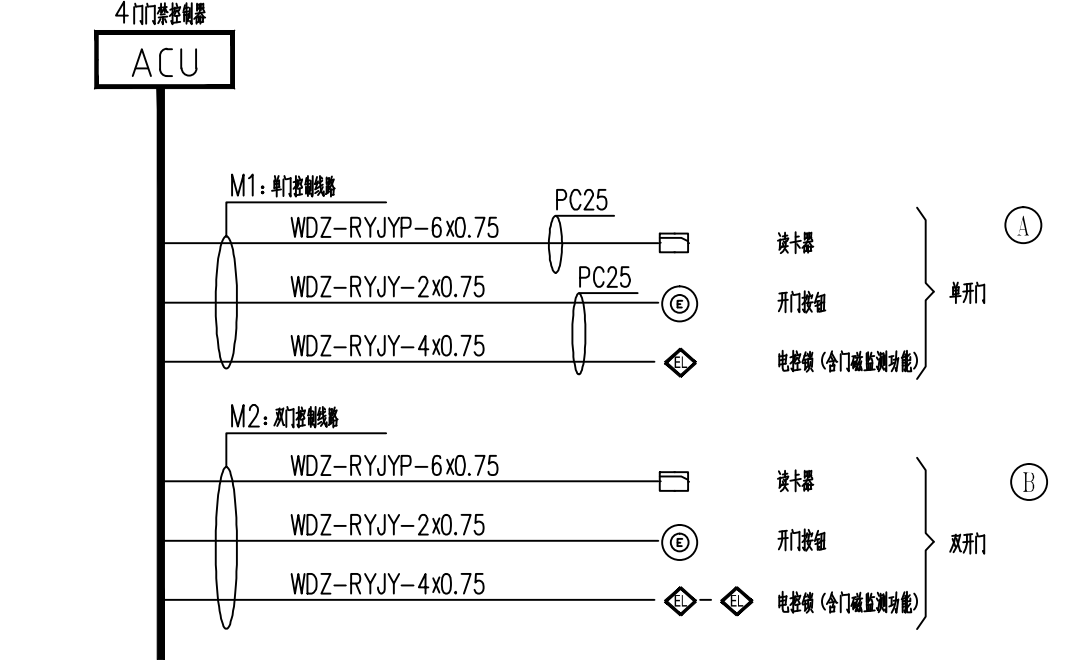 4门门禁控制器
ACU
M1：单门控制线路
PC25
WDZ-RYJYP-6x0.75
读卡器
A
PC25
WDZ-RYJY-2x0.75
E
开门按钮
单开门
WDZ-RYJY-4x0.75
EL
电控锁（含门磁监测功能）
M2：双门控制线路
WDZ-RYJYP-6x0.75
读卡器
B
WDZ-RYJY-2x0.75
E
开门按钮
双开门
WDZ-RYJY-4x0.75
EL
EL
电控锁（含门磁监测功能）